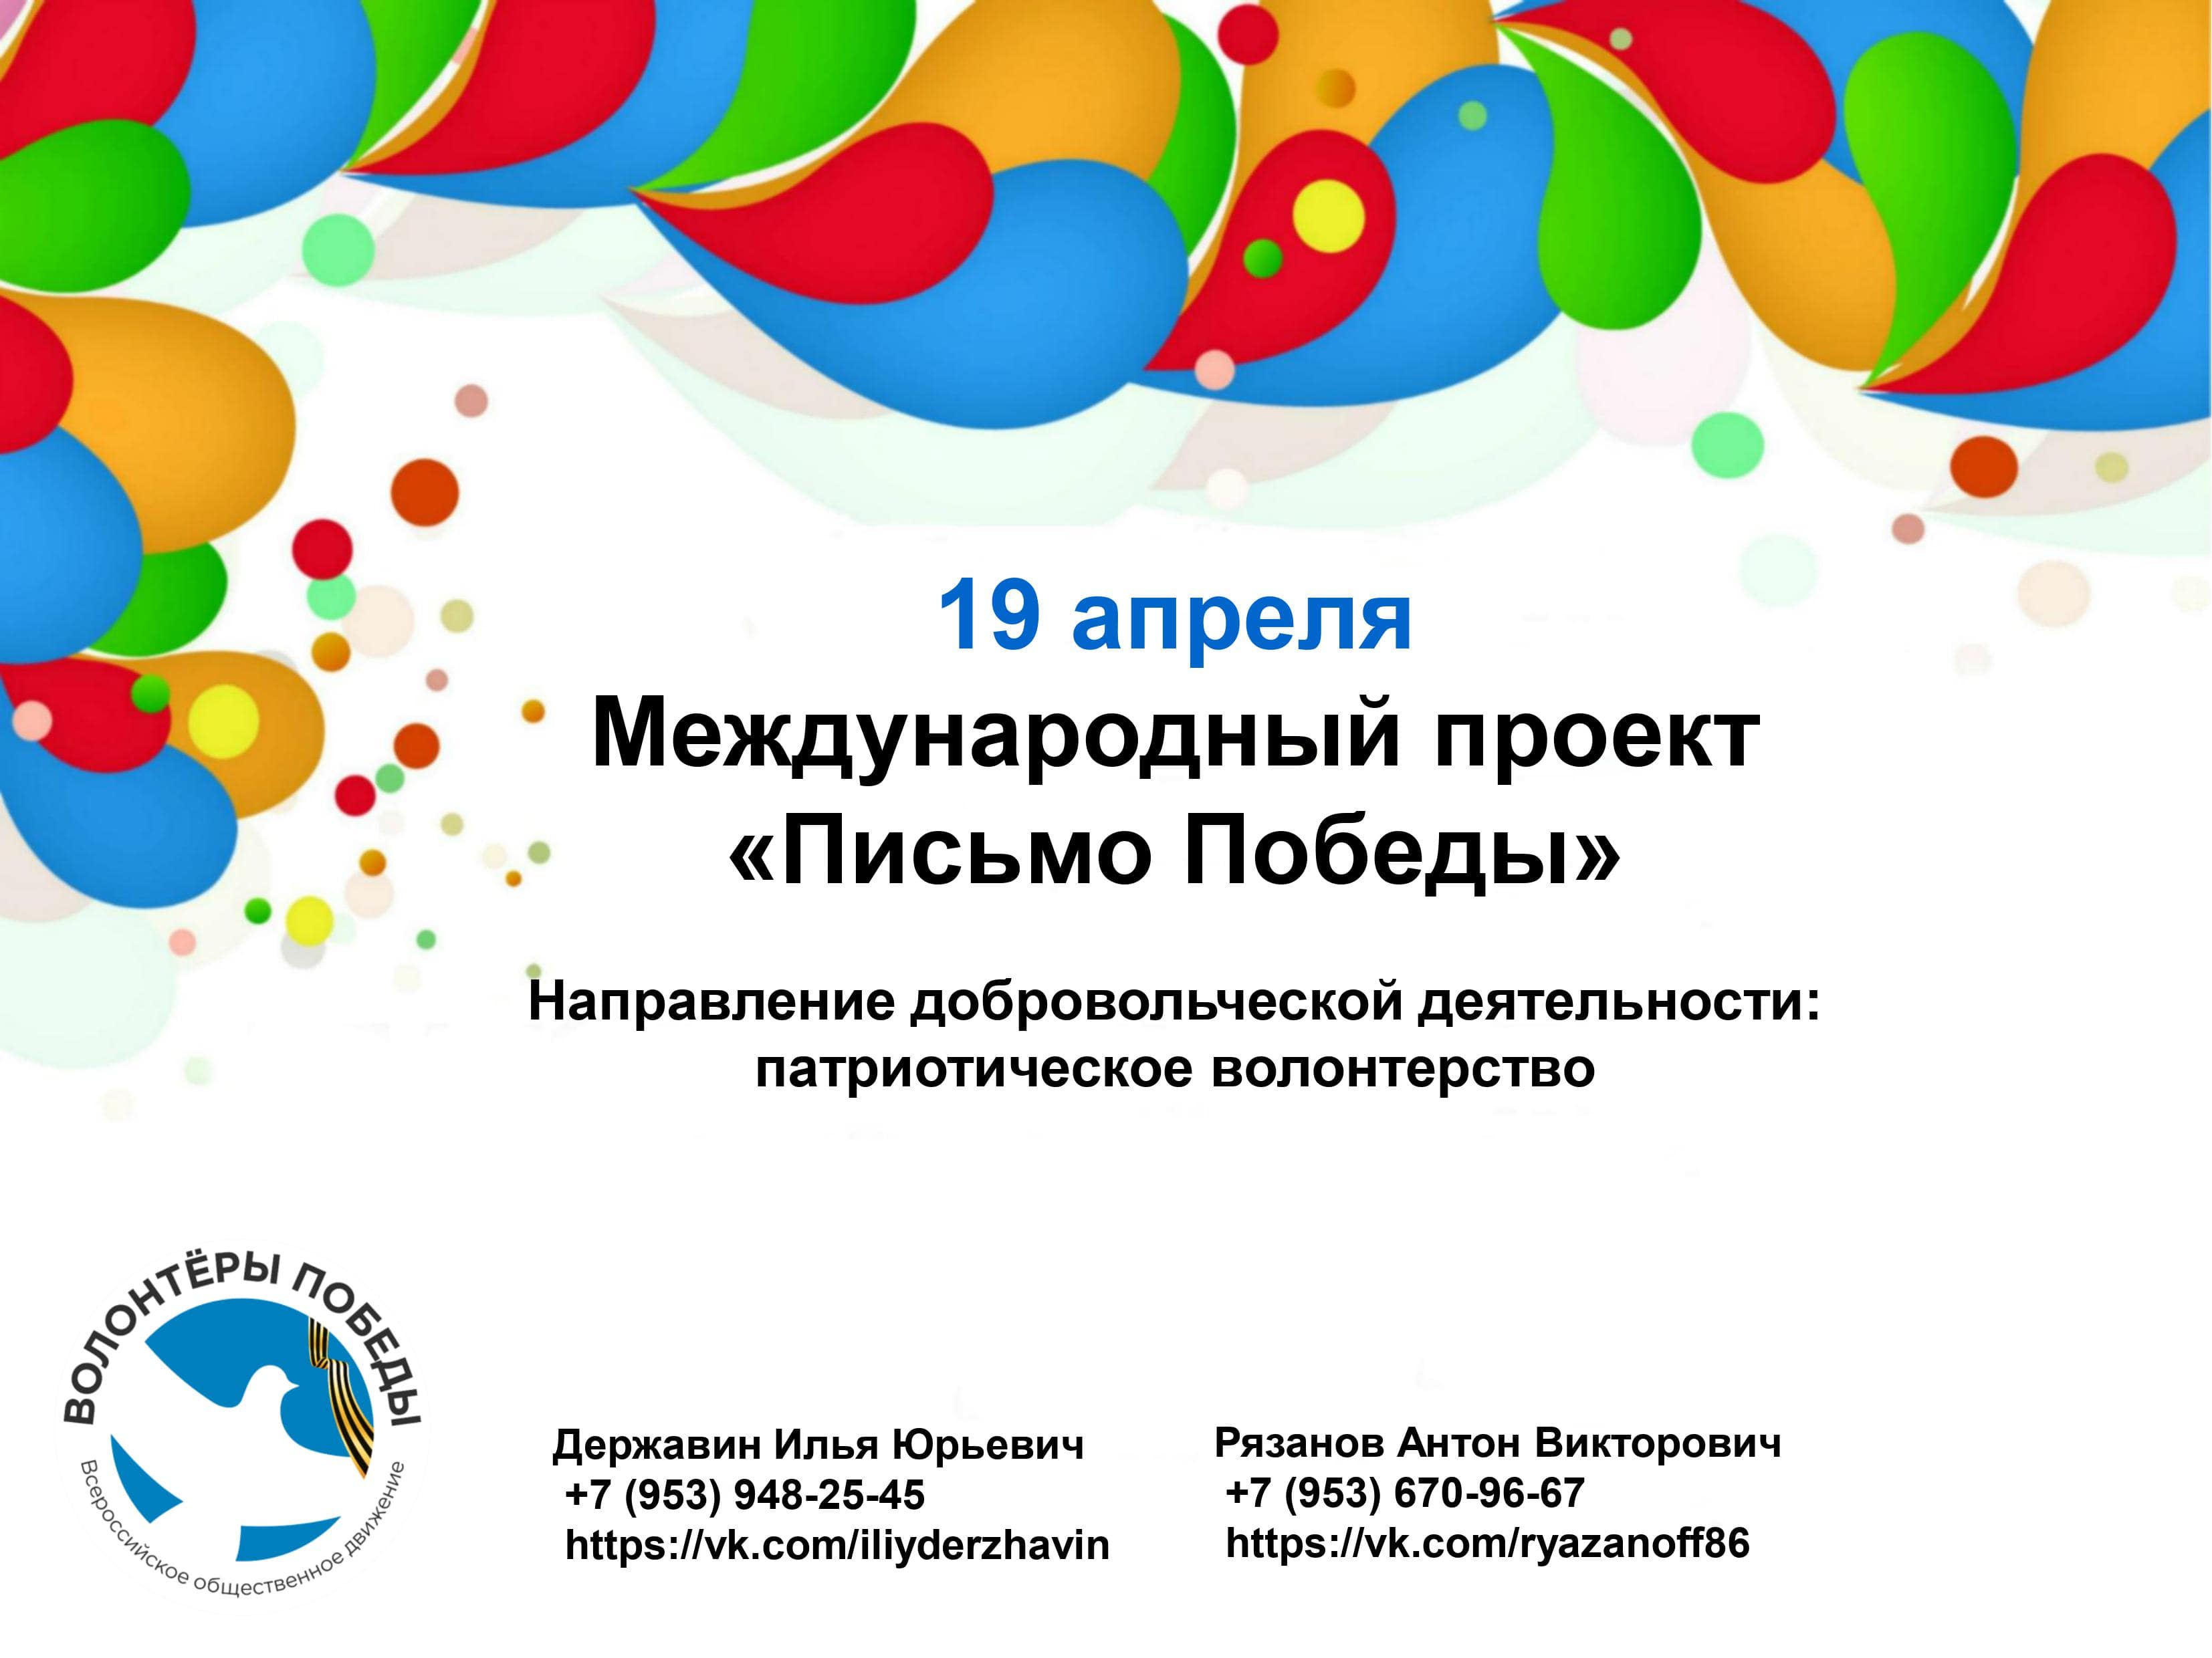 19 апреля
Международный проект
«Письмо Победы»
Направление добровольческой деятельности:
патриотическое волонтерство
ВОЛОНТЁРЫ ПОБЕДЫ
Всероссийское общественное движение
Державин Илья Юрьевич
+7 (953) 948-25-45
https://vk.com/iliyderzhavin
Рязанов Антон Викторович
+7 (953) 670-96-67
https://vk.com/ryazanoff86